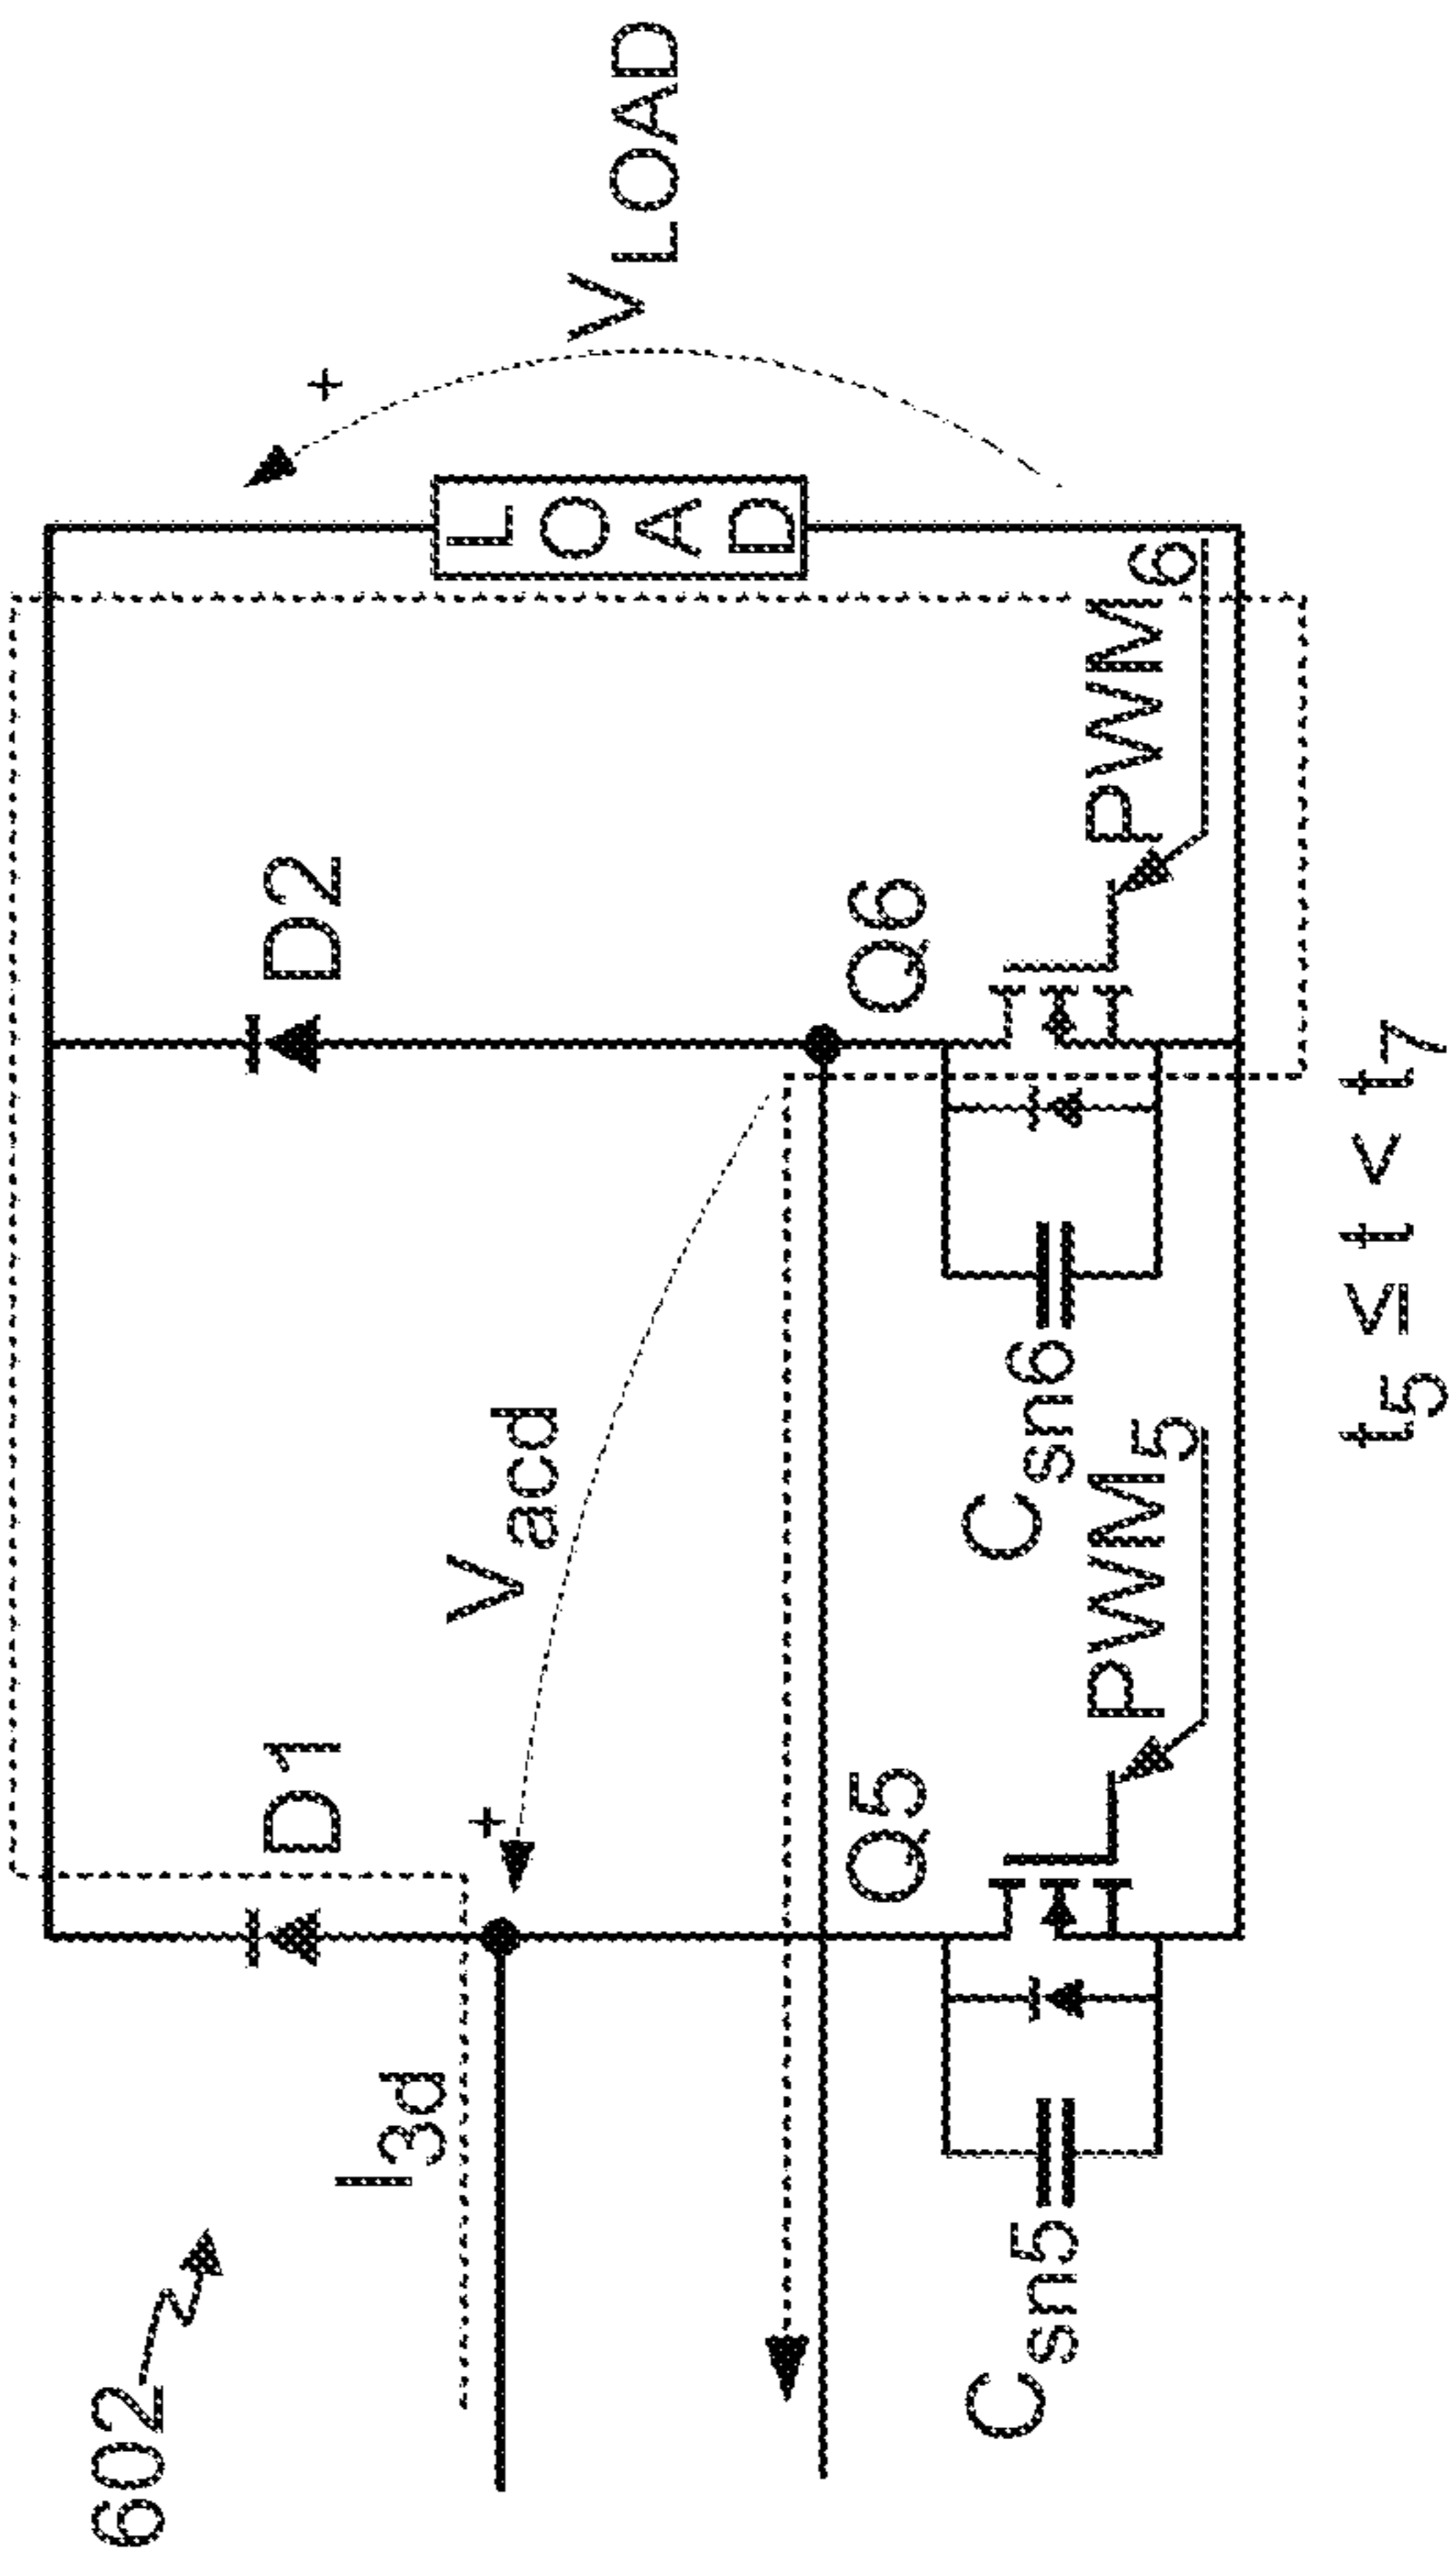 602
I3d
D1
D2
+
Vacd
+
VLOAD
LOAD
Q5
Q6
Csn5
PWM5
Csn6
PWM6
t5 ≤ t < t7